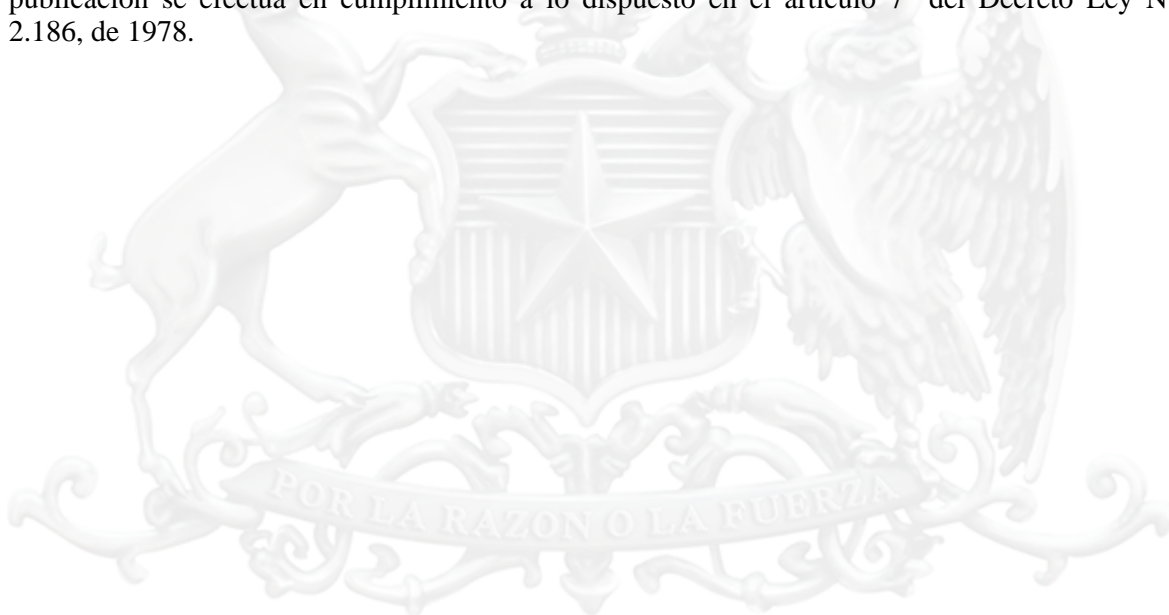 publicación se efectúa en cumplimiento a lo dispuesto en el artículo 7° del Decreto Ley N
2.186, de 1978.
POR LA RAZON O LA FUERZA